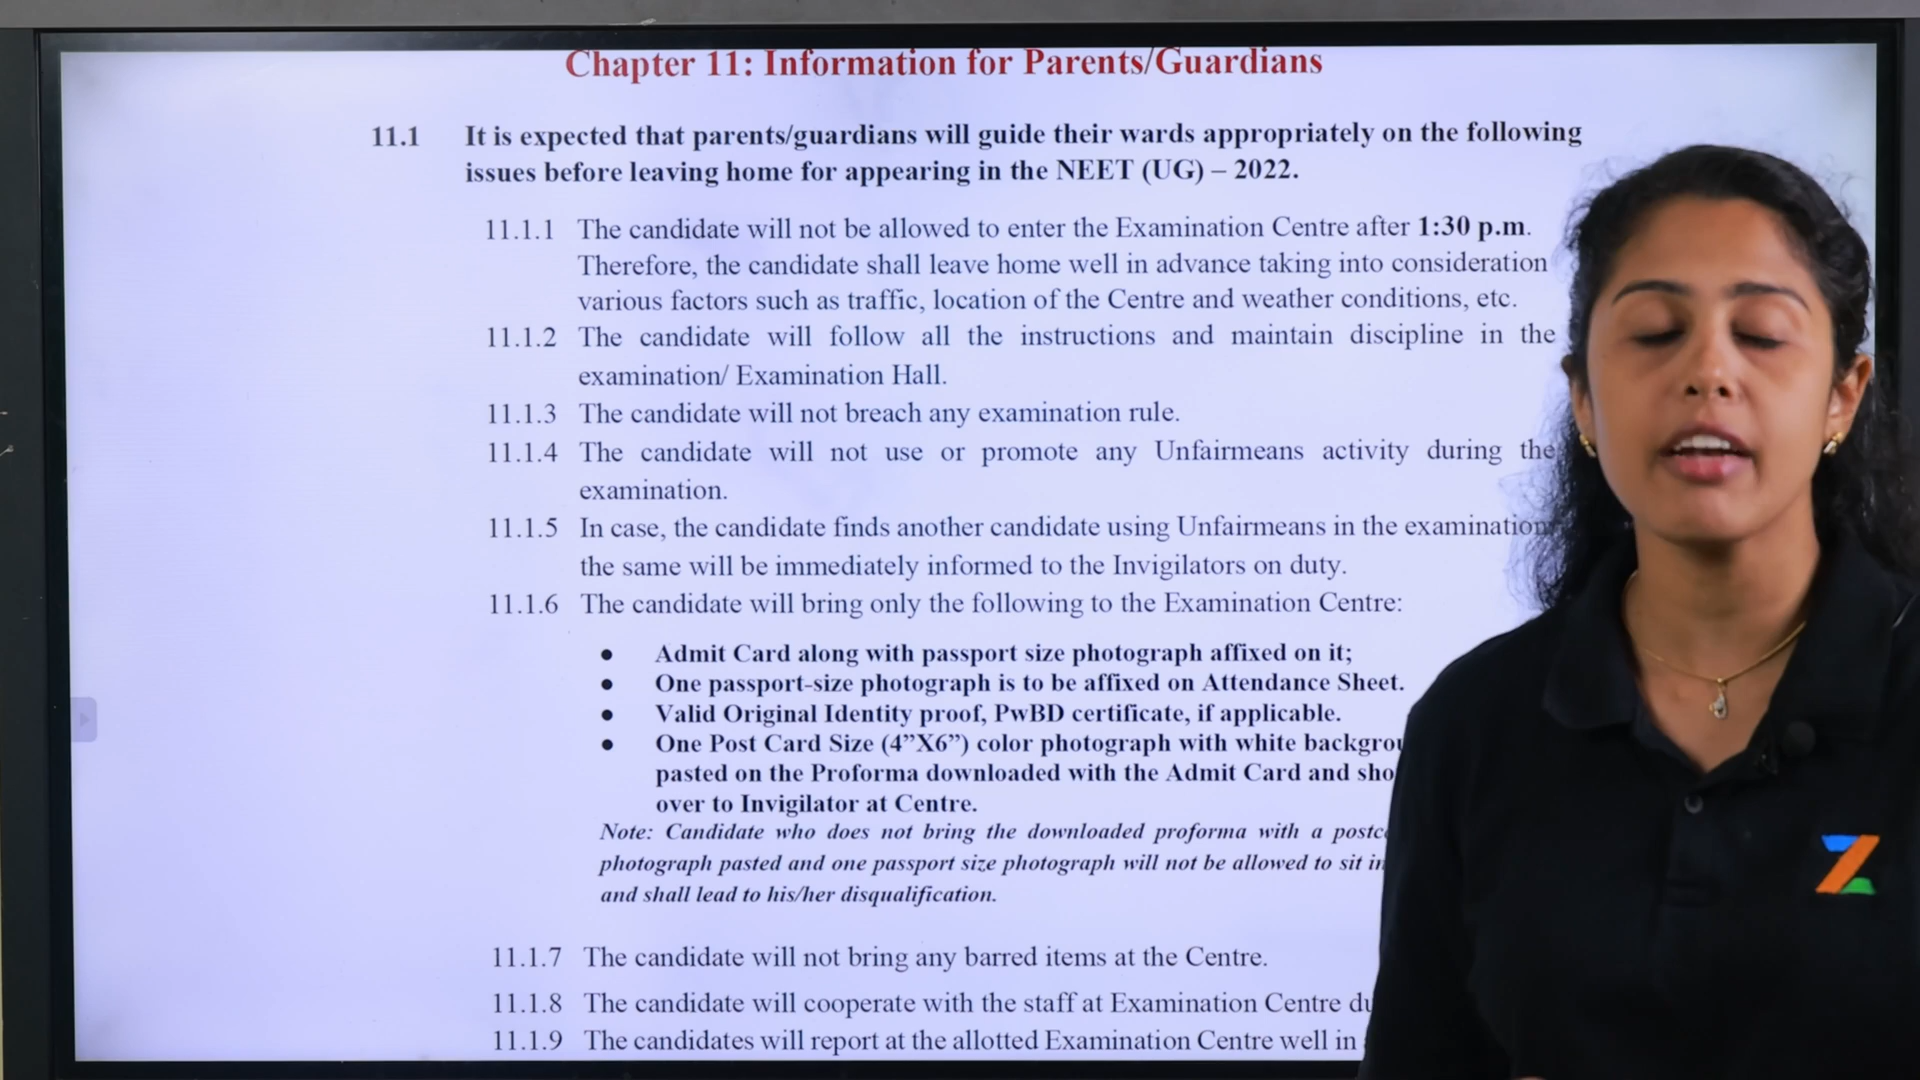 Chapter 11: Information for Parents/Guardians
11.1 It is expected that parents/guardians will guide their wards appropriately on the following
issues before leaving home for appearing in the NEET (UG) – 2022.
11.1.1 The candidate will not be allowed to enter the Examination Centre after 1:30 p.m.
Therefore, the candidate shall leave home well in advance taking into consideration
various factors such as traffic, location of the Centre and weather conditions, etc.
11.1.2 The candidate will follow all the instructions and maintain discipline in the
examination/ Examination Hall.
11.1.3 The candidate will not breach any examination rule.
11.1.4 The candidate will not use or promote any Unfairmeans activity during the
examination.
11.1.5 In case, the candidate finds another candidate using Unfairmeans in the examination
the same will be immediately informed to the Invigilators on duty.
11.1.6 The candidate will bring only the following to the Examination Centre:
● Admit Card along with passport size photograph affixed on it;
● One passport-size photograph is to be affixed on Attendance Sheet.
● Valid Original Identity proof, PwBD certificate, if applicable.
● One Post Card Size (4”X6”) color photograph with white
pasted on the Proforma downloaded with the Admit Card and
over to Invigilator at Centre.
Note: Candidate who does not bring the downloaded proforma with a
photograph pasted and one passport size photograph will not be allowed to sit
and shall lead to his/her disqualification.
11.1.7 The candidate will not bring any barred items at the Centre.
11.1.8 The candidate will cooperate with the staff at Examination Centre
11.1.9 The candidates will report at the allotted Examination Centre well in